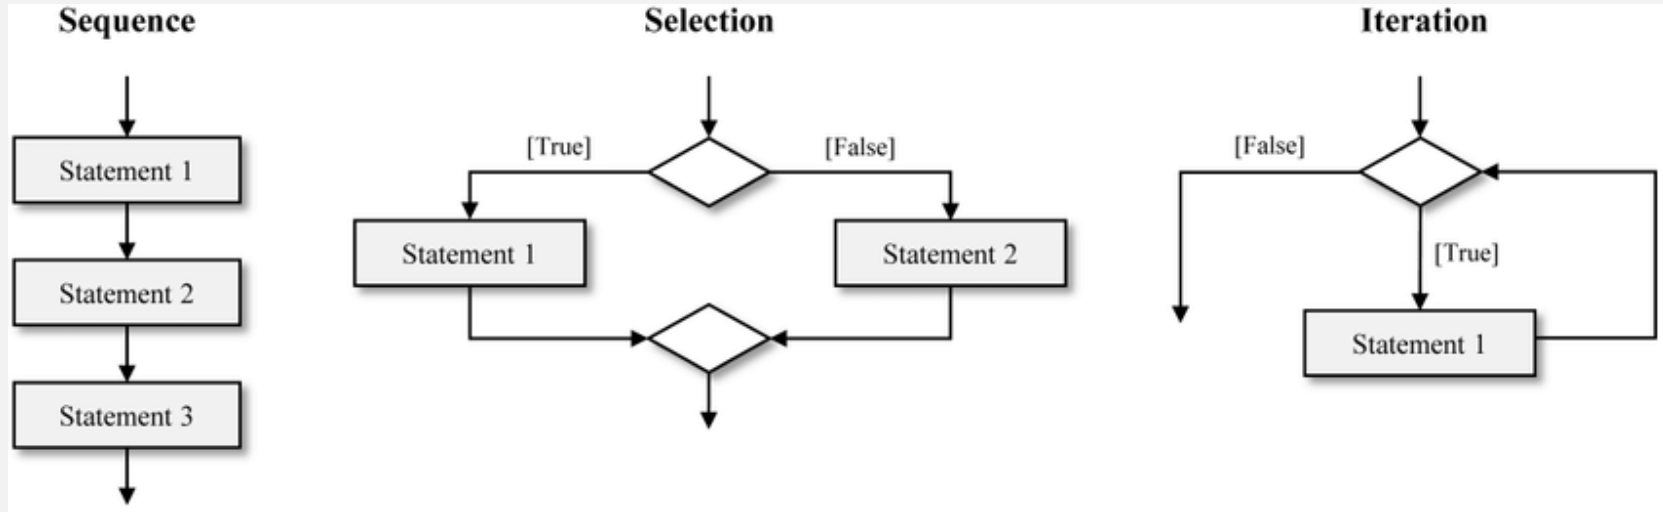 Sequence
Statement 1
Statement 2
Statement 3
Selection
[True]
[False]
Statement 1
Statement 2
Iteration
[False]
[True]
Statement 1